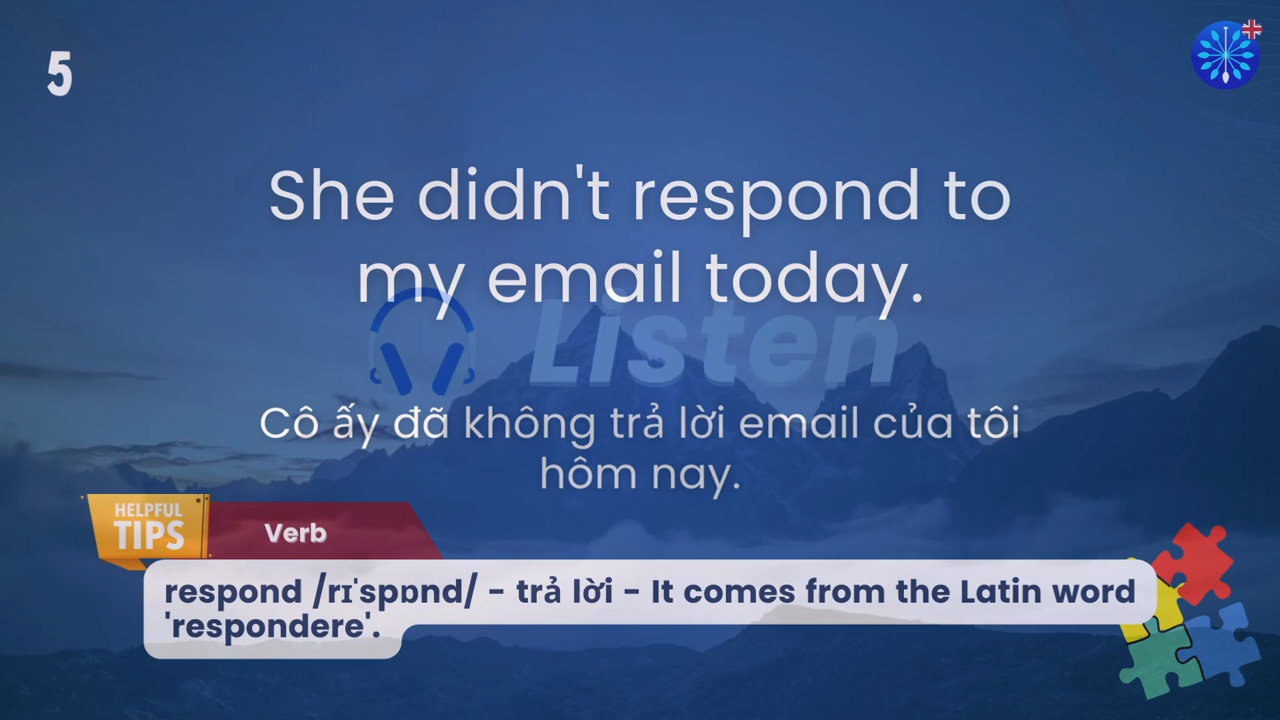 5
She didn't respond to
my email today.
Listen
Cô ấy đã không trả lời email của tôi
hôm nay.
HELPFUL
TIPS
Verb
respond /rɪˈspɒnd/ - trả lời - It comes from the Latin word
'respondere'.